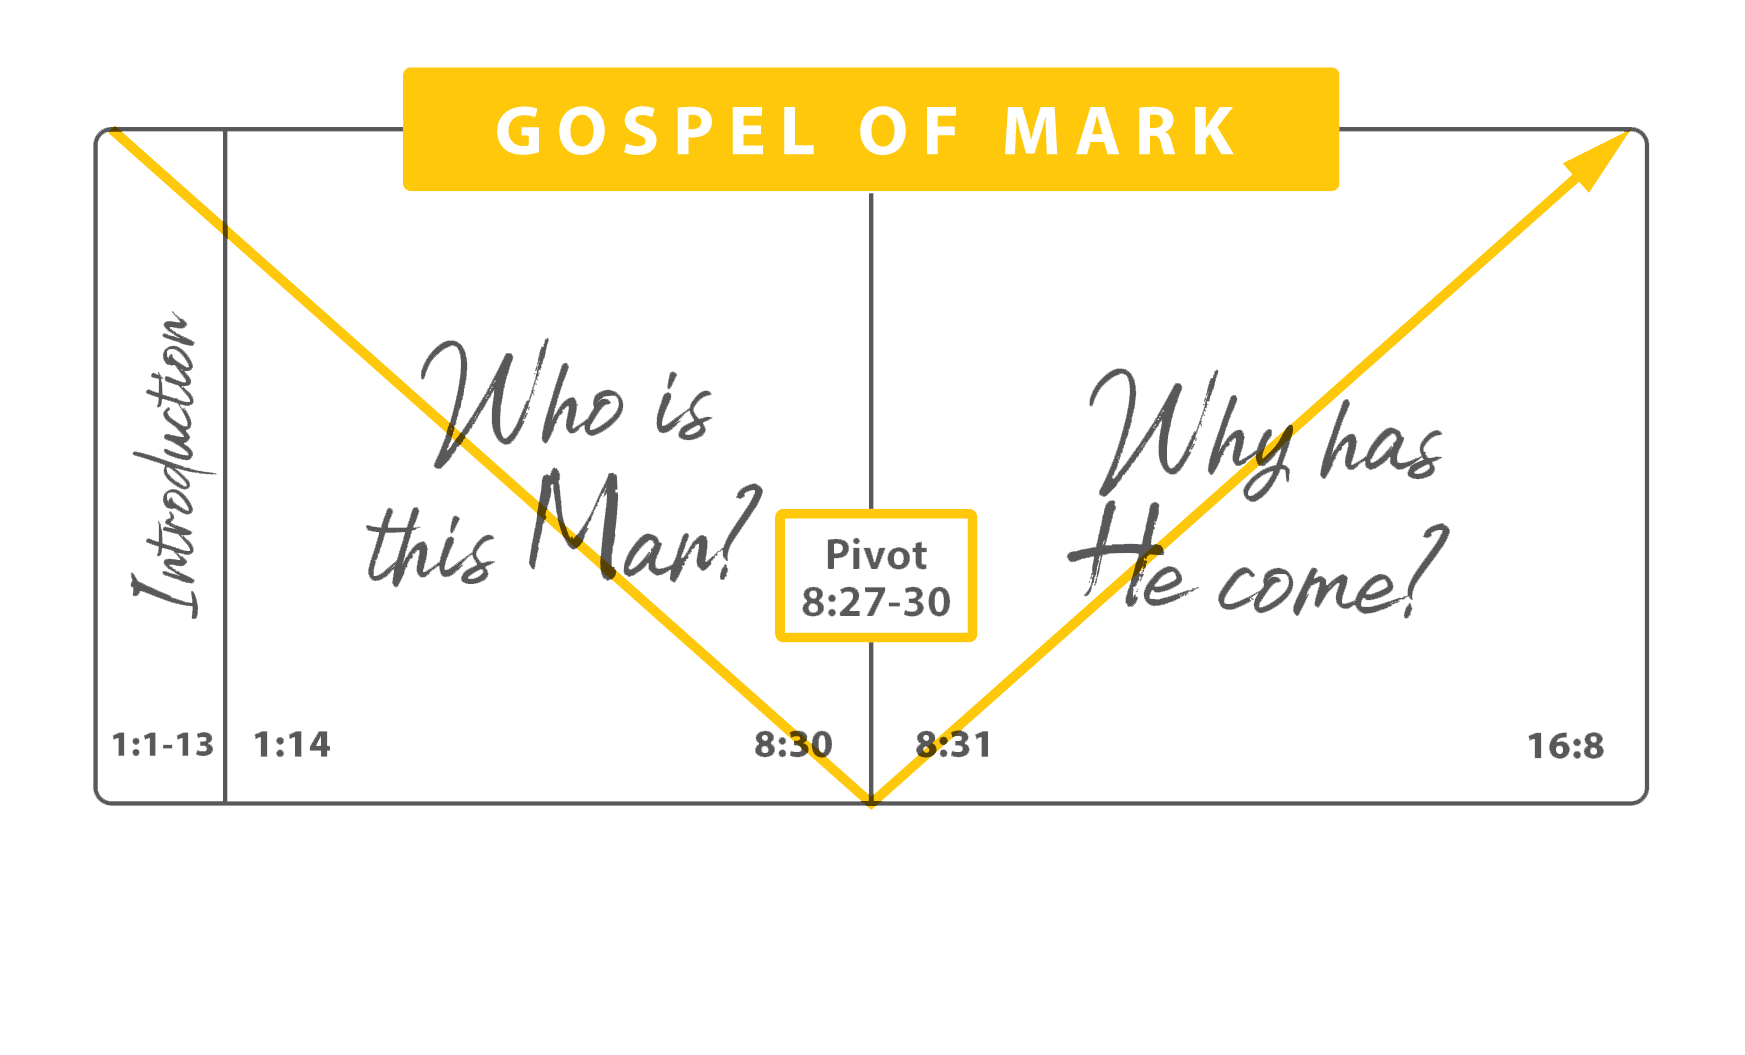 GOSPEL OF MARK
Introduction
1:1-13
Who is
this Man?
1:14
8:30
Pivot
8:27-30
Why has
He come?
8:31
16:8